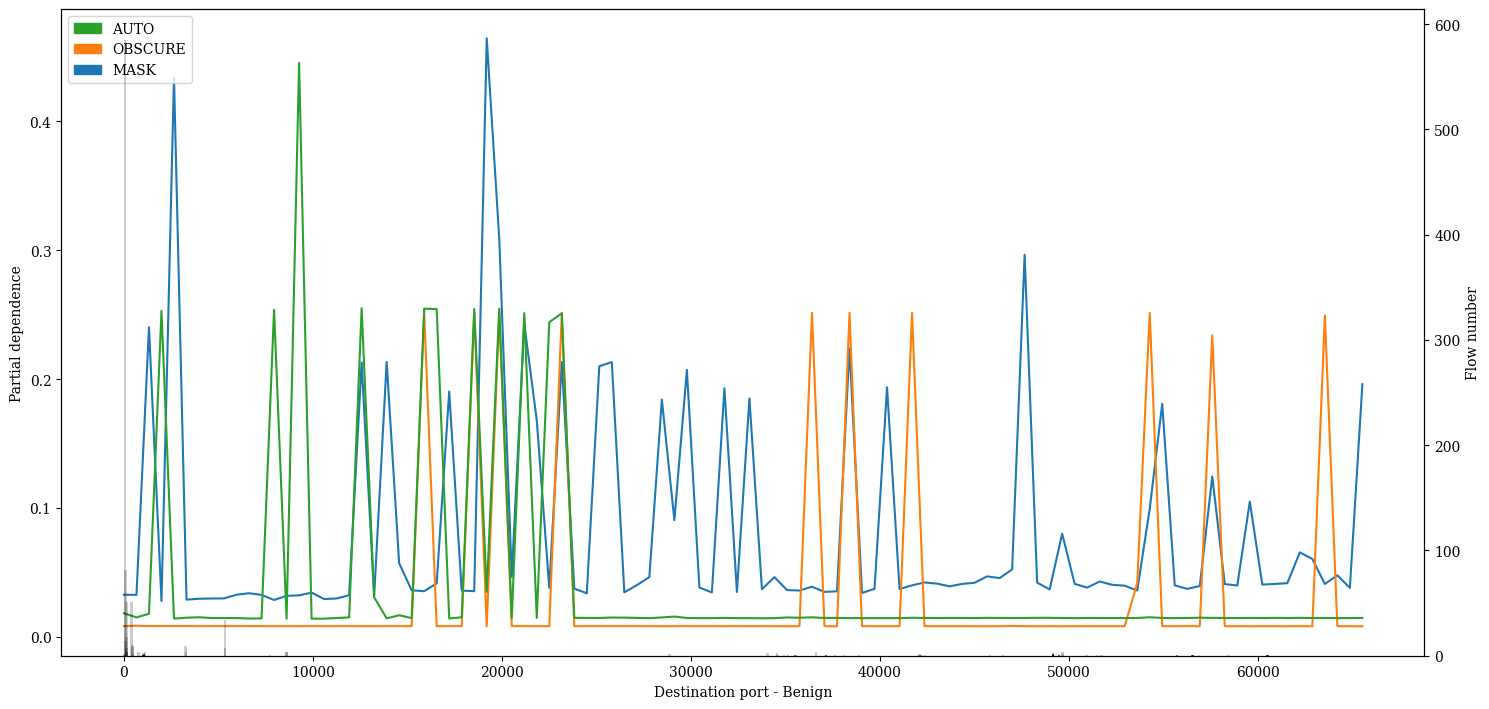 AUTO
OBSCURE
MASK
Partial dependence
0.4
0.3
0.2
0.1
0.0
600
500
400
300
200
100
0
Flow number
0 10000 20000 30000 40000 50000 60000
Destination port - Benign